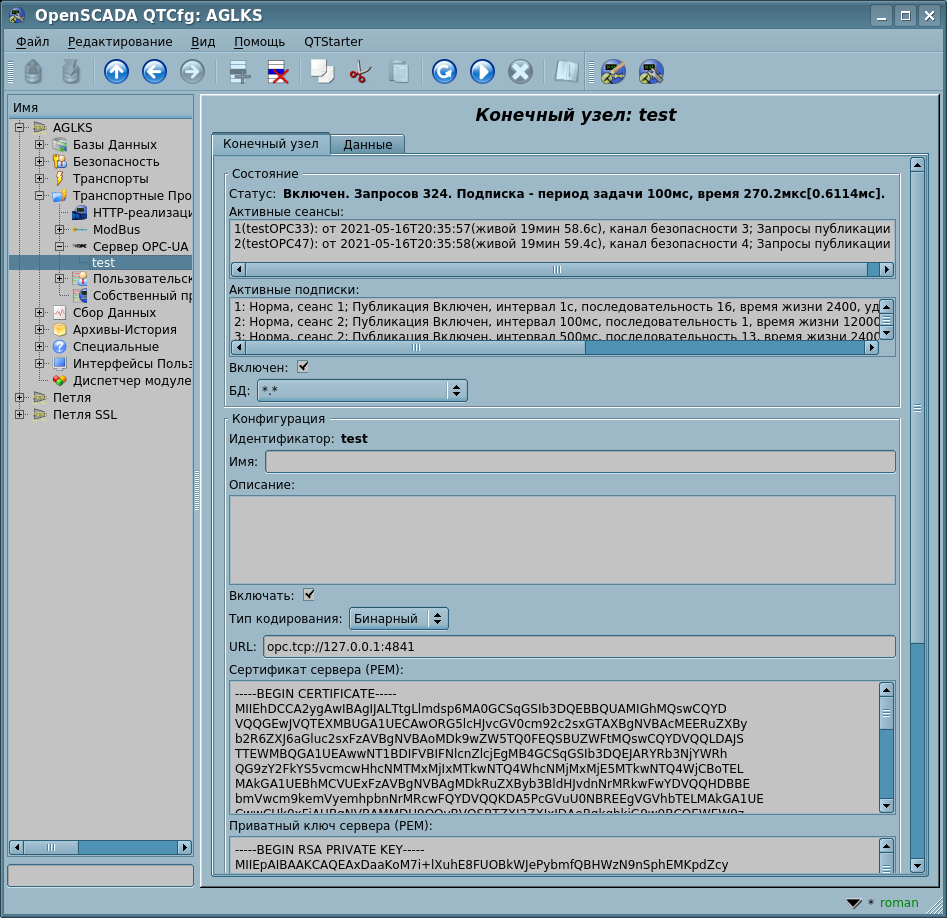 OpenSCADA QTCfg: AGLKS
Файл Редактирование Вид Помощь QTStarter
Имя
AGLKS
Базы Данных
Безопасность
Транспорты
Транспортные Про
HTTP-реализаци
ModBus
Сервер OPC-UA
test
Пользовательск
Собственный пр
Сбор Данных
Архивы-История
Специальные
Интерфейсы Польз
Диспетчер модуле
Петля
Петля SSL
Конечный узел: test
Конечный узел Данные
Состояние
Статус: Включен. Запросов 324. Подписка - период задачи 100мс, время 270.2мкс[0.6114мс].
Активные сеансы:
1(testOPC33): от 2021-05-16T20:35:57(живой 19мин 58.6с), канал безопасности 3; Запросы публикации
2(testOPC47): от 2021-05-16T20:35:58(живой 19мин 59.4с), канал безопасности 4; Запросы публикации
Активные подписки:
1: Норма, сеанс 1; Публикация Включен, интервал 1с, последовательность 16, время жизни 2400, уд
2: Норма, сеанс 2; Публикация Включен, интервал 100мс, последовательность 1, время жизни 12000
3: Норма, сеанс 2; Публикация Включен, интервал 500мс, последовательность 13, время жизни 2400
Включен:
БД: *.*
Конфигурация
Идентификатор: test
Имя:
Описание:
Включать:
Тип кодирования: Бинарный
URL: opc.tcp://127.0.0.1:4841
Сертификат сервера (PEM):
-----BEGIN CERTIFICATE-----
MIIEhDCCA2ygAwIBAgIJALTtgLlmdsp6MA0GCSqGSIb3DQEBBQUAMIGhMQswCQYD
VQQGEwJVQTEXMBUGA1UECAwORG5lcHJvcGV0cm92c2sxGTAXBgNVBAcMEERuZXBy
b2R6ZXJ6aGluc2sxFzAVBgNVBAoMDk9wZW5TQ0FEQSBUZWFtMQswCQYDVQQLDAJS
TTEWMBQGA1UEAwwNT1BDIFVBIFNlcnZlcjEgMB4GCSqGSIb3DQEJARYRb3NjYWRh
QG9zY2FkYS5vcmcwHhcNMTMxMjIxMTkwNTQ4WhcNMjMxMjE5MTkwNTQ4WjCBoTEL
MAkGA1UEBhMCVUExFzAVBgNVBAgMDkRuZXByb3BldHJvdnNrMRkwFwYDVQQHDBBE
bmVwcm9kemVyemhpbnNrMRcwFQYDVQQKDA5PcGVuU0NBREEgVGVhbTELMAkGA1UE
Приватный ключ сервера (PEM):
-----BEGIN RSA PRIVATE KEY-----
MIIEpAIBAAKCAQEAxDaaKoM7i+lXuhE8FUOBkWJePybmfQBHWzN9nSphEMKpdZcy
* roman